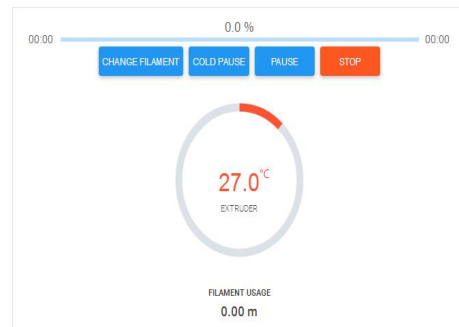 0.0 %
00:00 00:00
CHANGE FILAMENT COLD PAUSE PAUSE STOP
27.0°C
EXTRUDER
FILAMENT USAGE
0.00 m